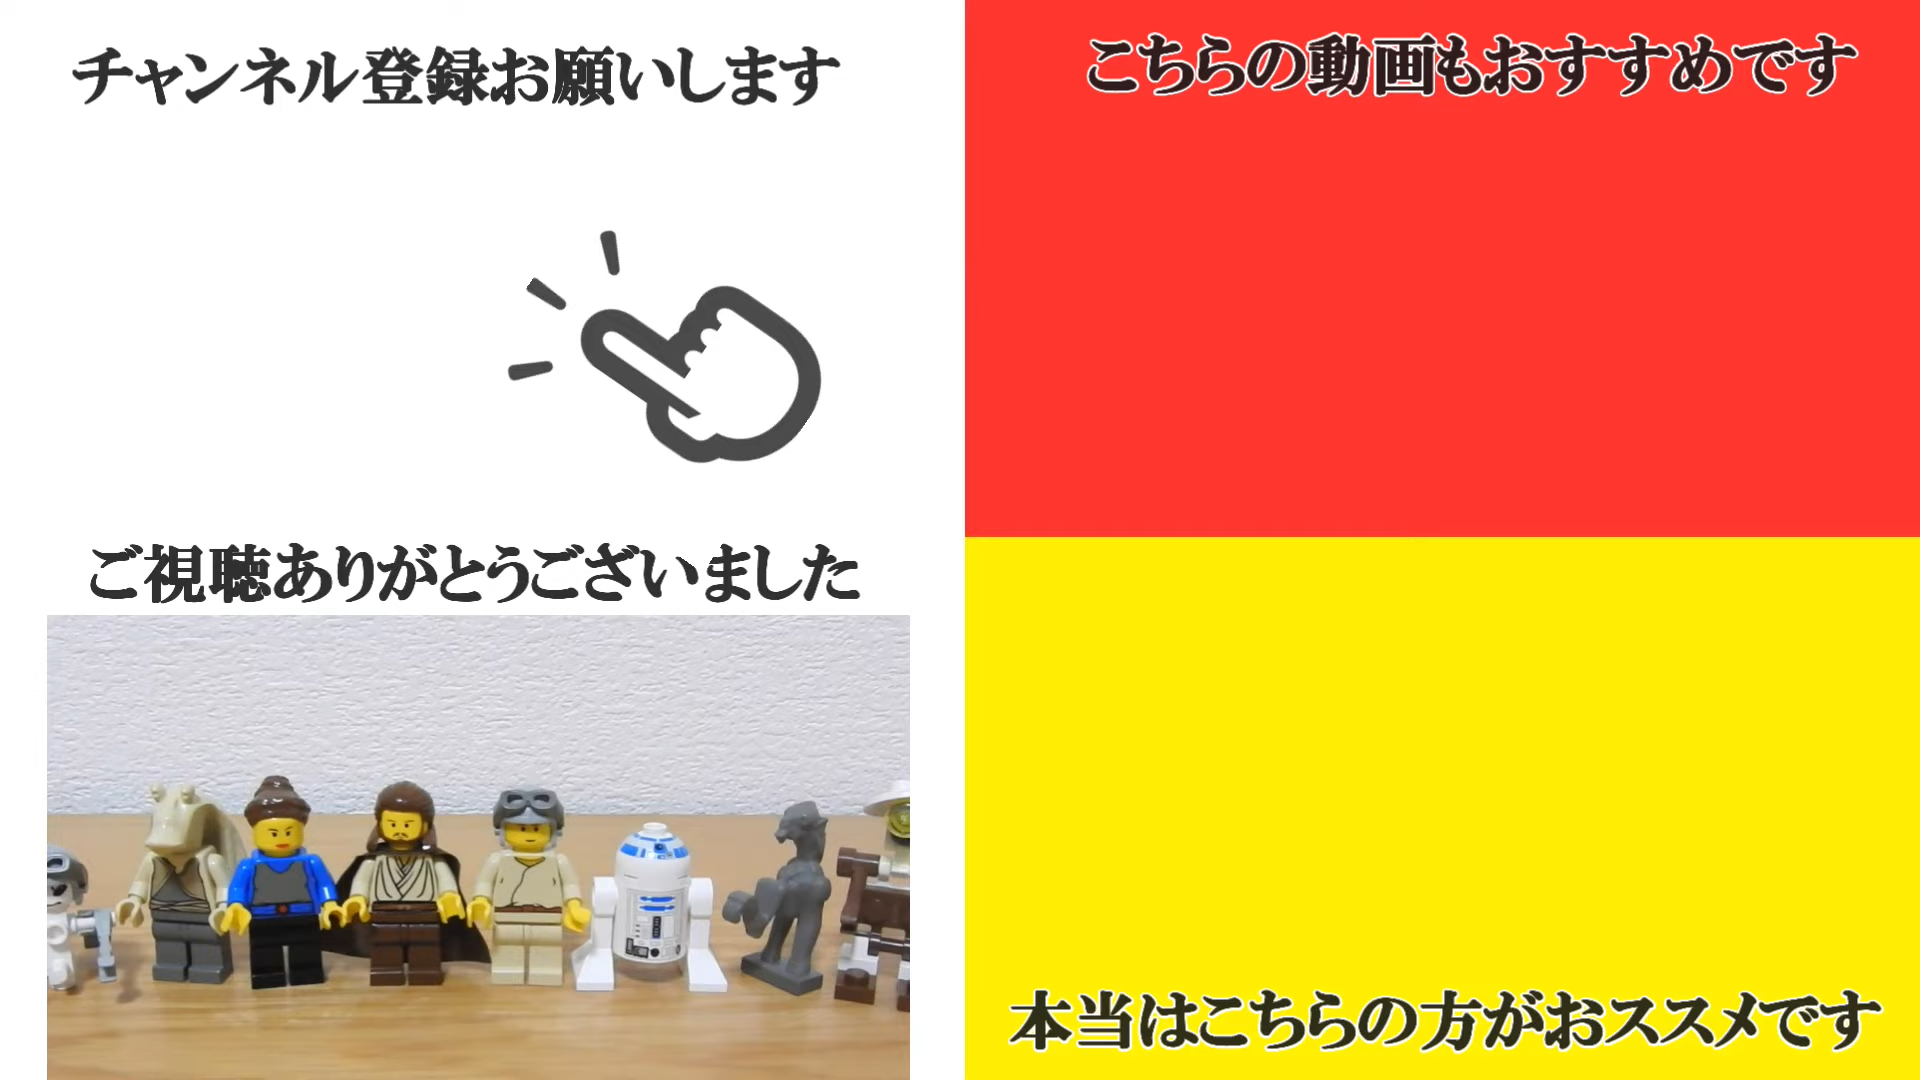 チャンネル登録お願いします
こちらの動画もおすすめです
ご視聴ありがとうございました
本当はこちらの方がおススメです